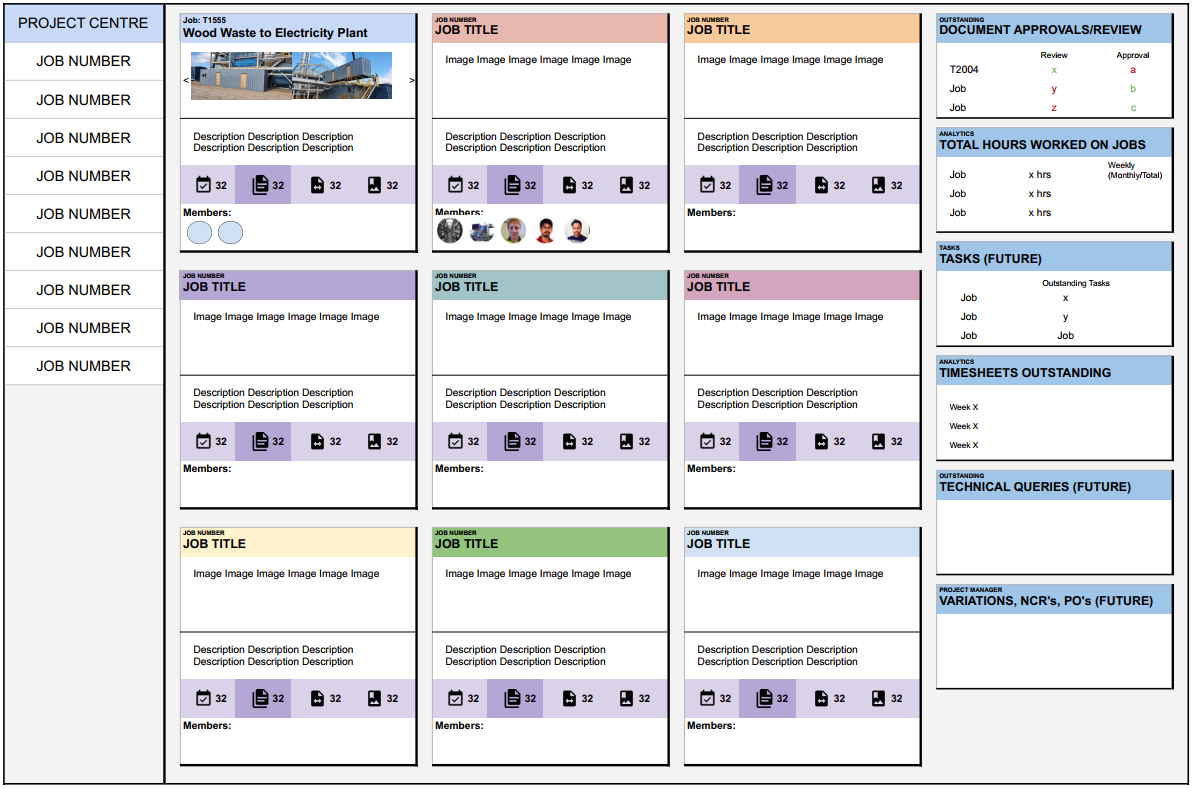 PROJECT CENTRE
JOB NUMBER
JOB NUMBER
JOB NUMBER
JOB NUMBER
JOB NUMBER
JOB NUMBER
JOB NUMBER
JOB NUMBER
JOB NUMBER
Job: T1555
Wood Waste to Electricity Plant
< >
Description Description Description
Description Description Description
32 32 32 32
Members:
JOB NUMBER
JOB TITLE
Image Image Image Image Image Image
Description Description Description
Description Description Description
32 32 32 32
Members:
JOB NUMBER
JOB TITLE
Image Image Image Image Image Image
Description Description Description
Description Description Description
32 32 32 32
Members:
JOB NUMBER
JOB TITLE
Image Image Image Image Image Image
Description Description Description
Description Description Description
32 32 32 32
Members:
JOB NUMBER
JOB TITLE
Image Image Image Image Image Image
Description Description Description
Description Description Description
32 32 32 32
Members:
JOB NUMBER
JOB TITLE
Image Image Image Image Image Image
Description Description Description
Description Description Description
32 32 32 32
Members:
JOB NUMBER
JOB TITLE
Image Image Image Image Image Image
Description Description Description
Description Description Description
32 32 32 32
Members:
JOB NUMBER
JOB TITLE
Image Image Image Image Image Image
Description Description Description
Description Description Description
32 32 32 32
Members:
JOB NUMBER
JOB TITLE
Image Image Image Image Image Image
Description Description Description
Description Description Description
32 32 32 32
Members:
OUTSTANDING
DOCUMENT APPROVALS/REVIEW
Review Approval
T2004 x a
Job y b
Job z c
ANALYTICS
TOTAL HOURS WORKED ON JOBS
Weekly
(Monthly/Total)
Job x hrs
Job x hrs
Job x hrs
TASKS
TASKS (FUTURE)
Outstanding Tasks
Job x
Job y
Job Job
ANALYTICS
TIMESHEETS OUTSTANDING
Week X
Week X
Week X
OUTSTANDING
TECHNICAL QUERIES (FUTURE)
PROJECT MANAGER
VARIATIONS, NCR's, PO's (FUTURE)